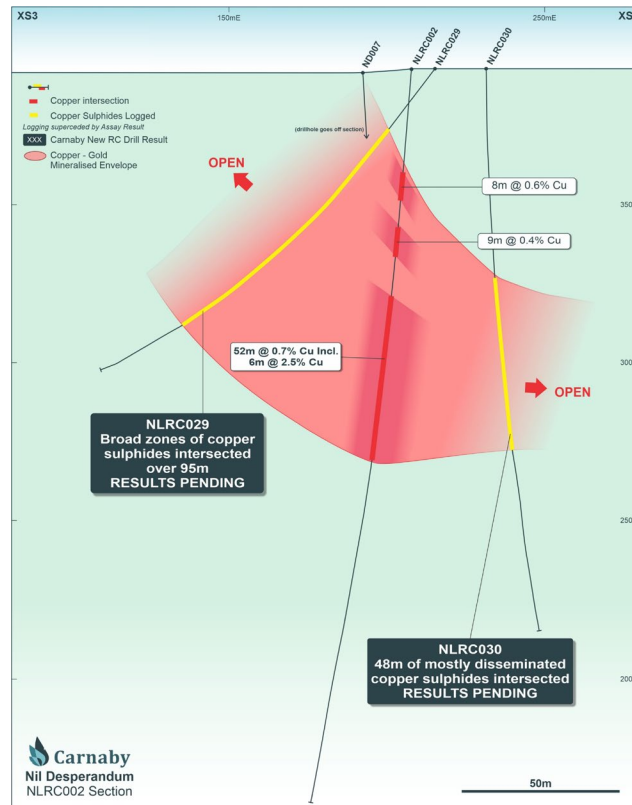 XS3
150mE
250mE
XS
ND007
NLRC002
NLRC029
NLRC030
Copper intersection
Copper Sulphides Logged
Logging superceded by Assay Result
XXX Carnaby New RC Drill Result
Copper - Gold
Mineralised Envelope
(drillhole goes off section)
OPEN
8m @ 0.6% Cu
350
350
9m @ 0.4% Cu
52m @ 0.7% Cu Incl.
6m @ 2.5% Cu
300
300
OPEN
NLRC029
Broad zones of copper
sulphides intersected
over 95m
RESULTS PENDING
250
250
NLRC030
48m of mostly disseminated
copper sulphides intersected
RESULTS PENDING
200
200
Carnaby
Nil Desperandum
NLRC002 Section
50m